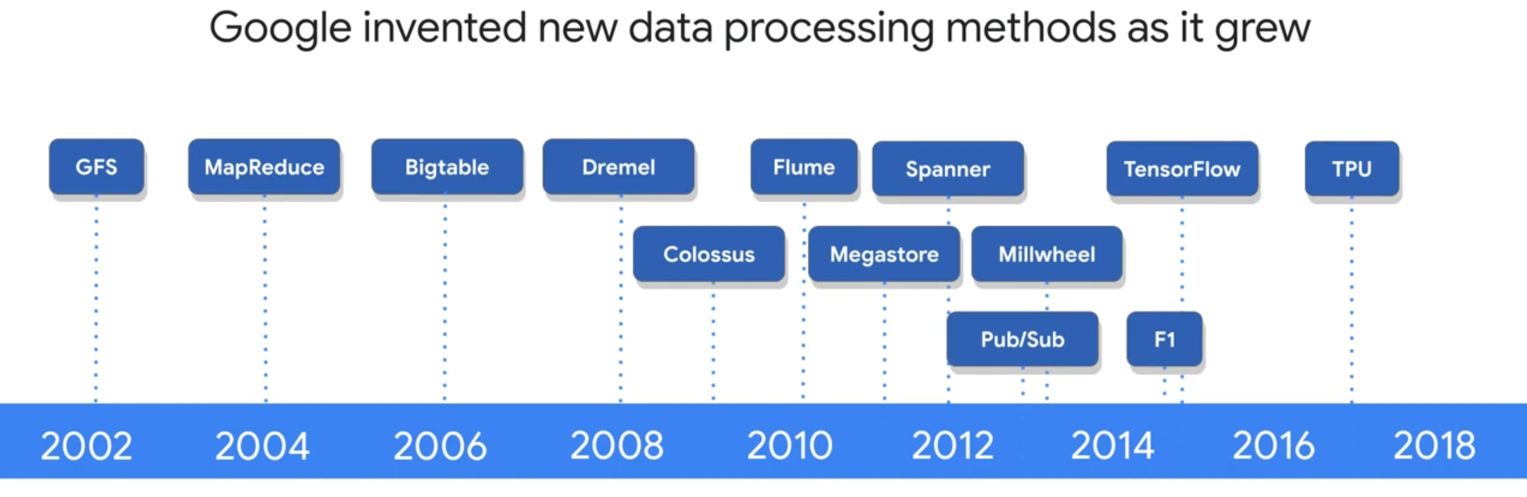 Google invented new data processing methods as it grew
GFS MapReduce Bigtable Dremel Flume Spanner TensorFlow TPU
Colossus Megastore Millwheel
Pub/Sub F1
2002 2004 2006 2008 2010 2012 2014 2016 2018